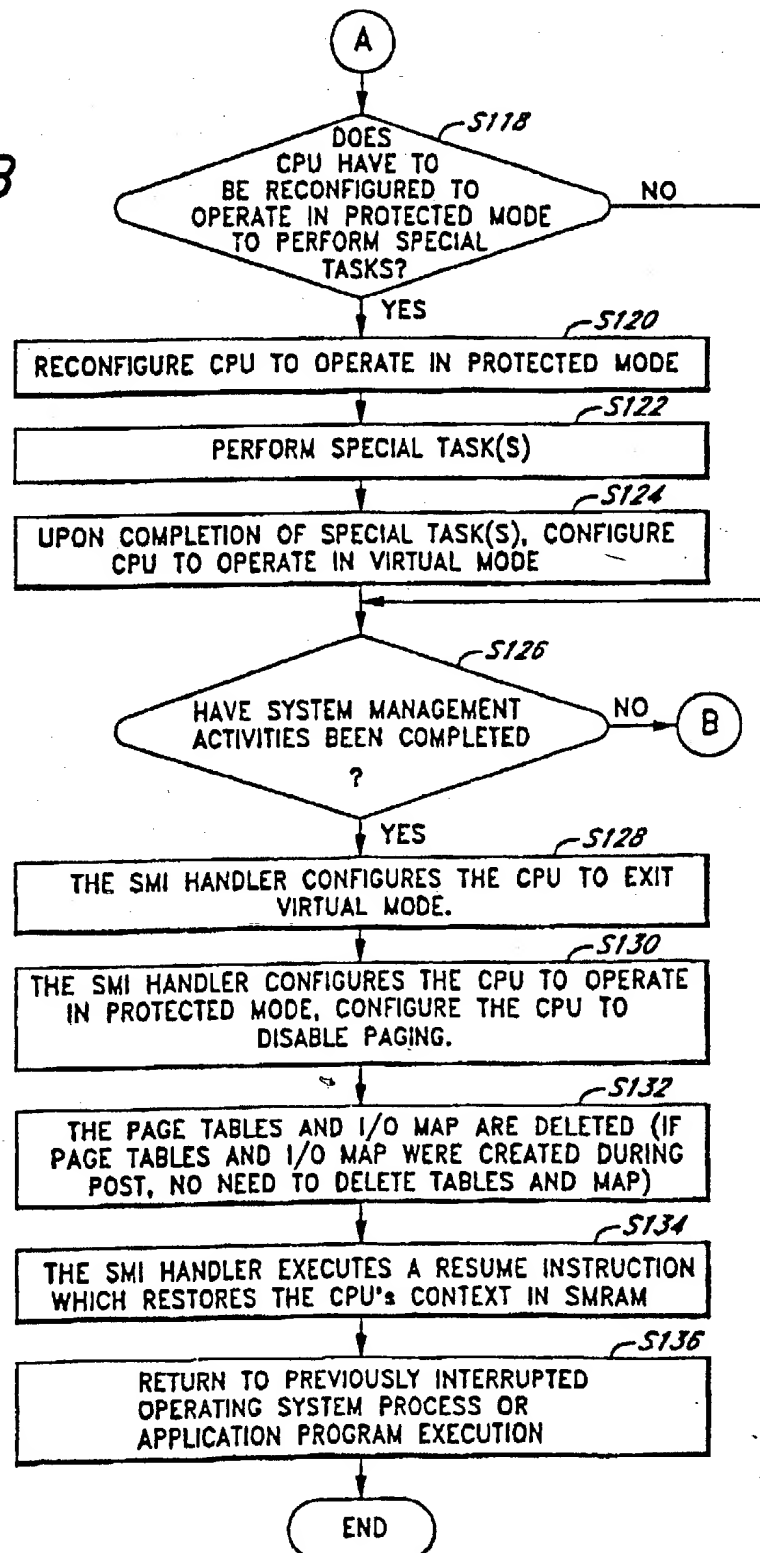 A
S118
DOES
CPU HAVE TO
BE RECONFIGURED TO
OPERATE IN PROTECTED MODE
TO PERFORM SPECIAL
TASKS?
NO
YES
S120
RECONFIGURE CPU TO OPERATE IN PROTECTED MODE
S122
PERFORM SPECIAL TASK(S)
S124
UPON COMPLETION OF SPECIAL TASK(S), CONFIGURE
CPU TO OPERATE IN VIRTUAL MODE
S126
HAVE SYSTEM MANAGEMENT
ACTIVITIES BEEN COMPLETED
?
NO
B
YES
S128
THE SMI HANDLER CONFIGURES THE CPU TO EXIT
VIRTUAL MODE.
S130
THE SMI HANDLER CONFIGURES THE CPU TO OPERATE
IN PROTECTED MODE, CONFIGURE THE CPU TO
DISABLE PAGING.
S132
THE PAGE TABLES AND I/O MAP ARE DELETED (IF
PAGE TABLES AND I/O MAP WERE CREATED DURING
POST, NO NEED TO DELETE TABLES AND MAP)
S134
THE SMI HANDLER EXECUTES A RESUME INSTRUCTION
WHICH RESTORES THE CPU's CONTEXT IN SMRAM
S136
RETURN TO PREVIOUSLY INTERRUPTED
OPERATING SYSTEM PROCESS OR
APPLICATION PROGRAM EXECUTION
END